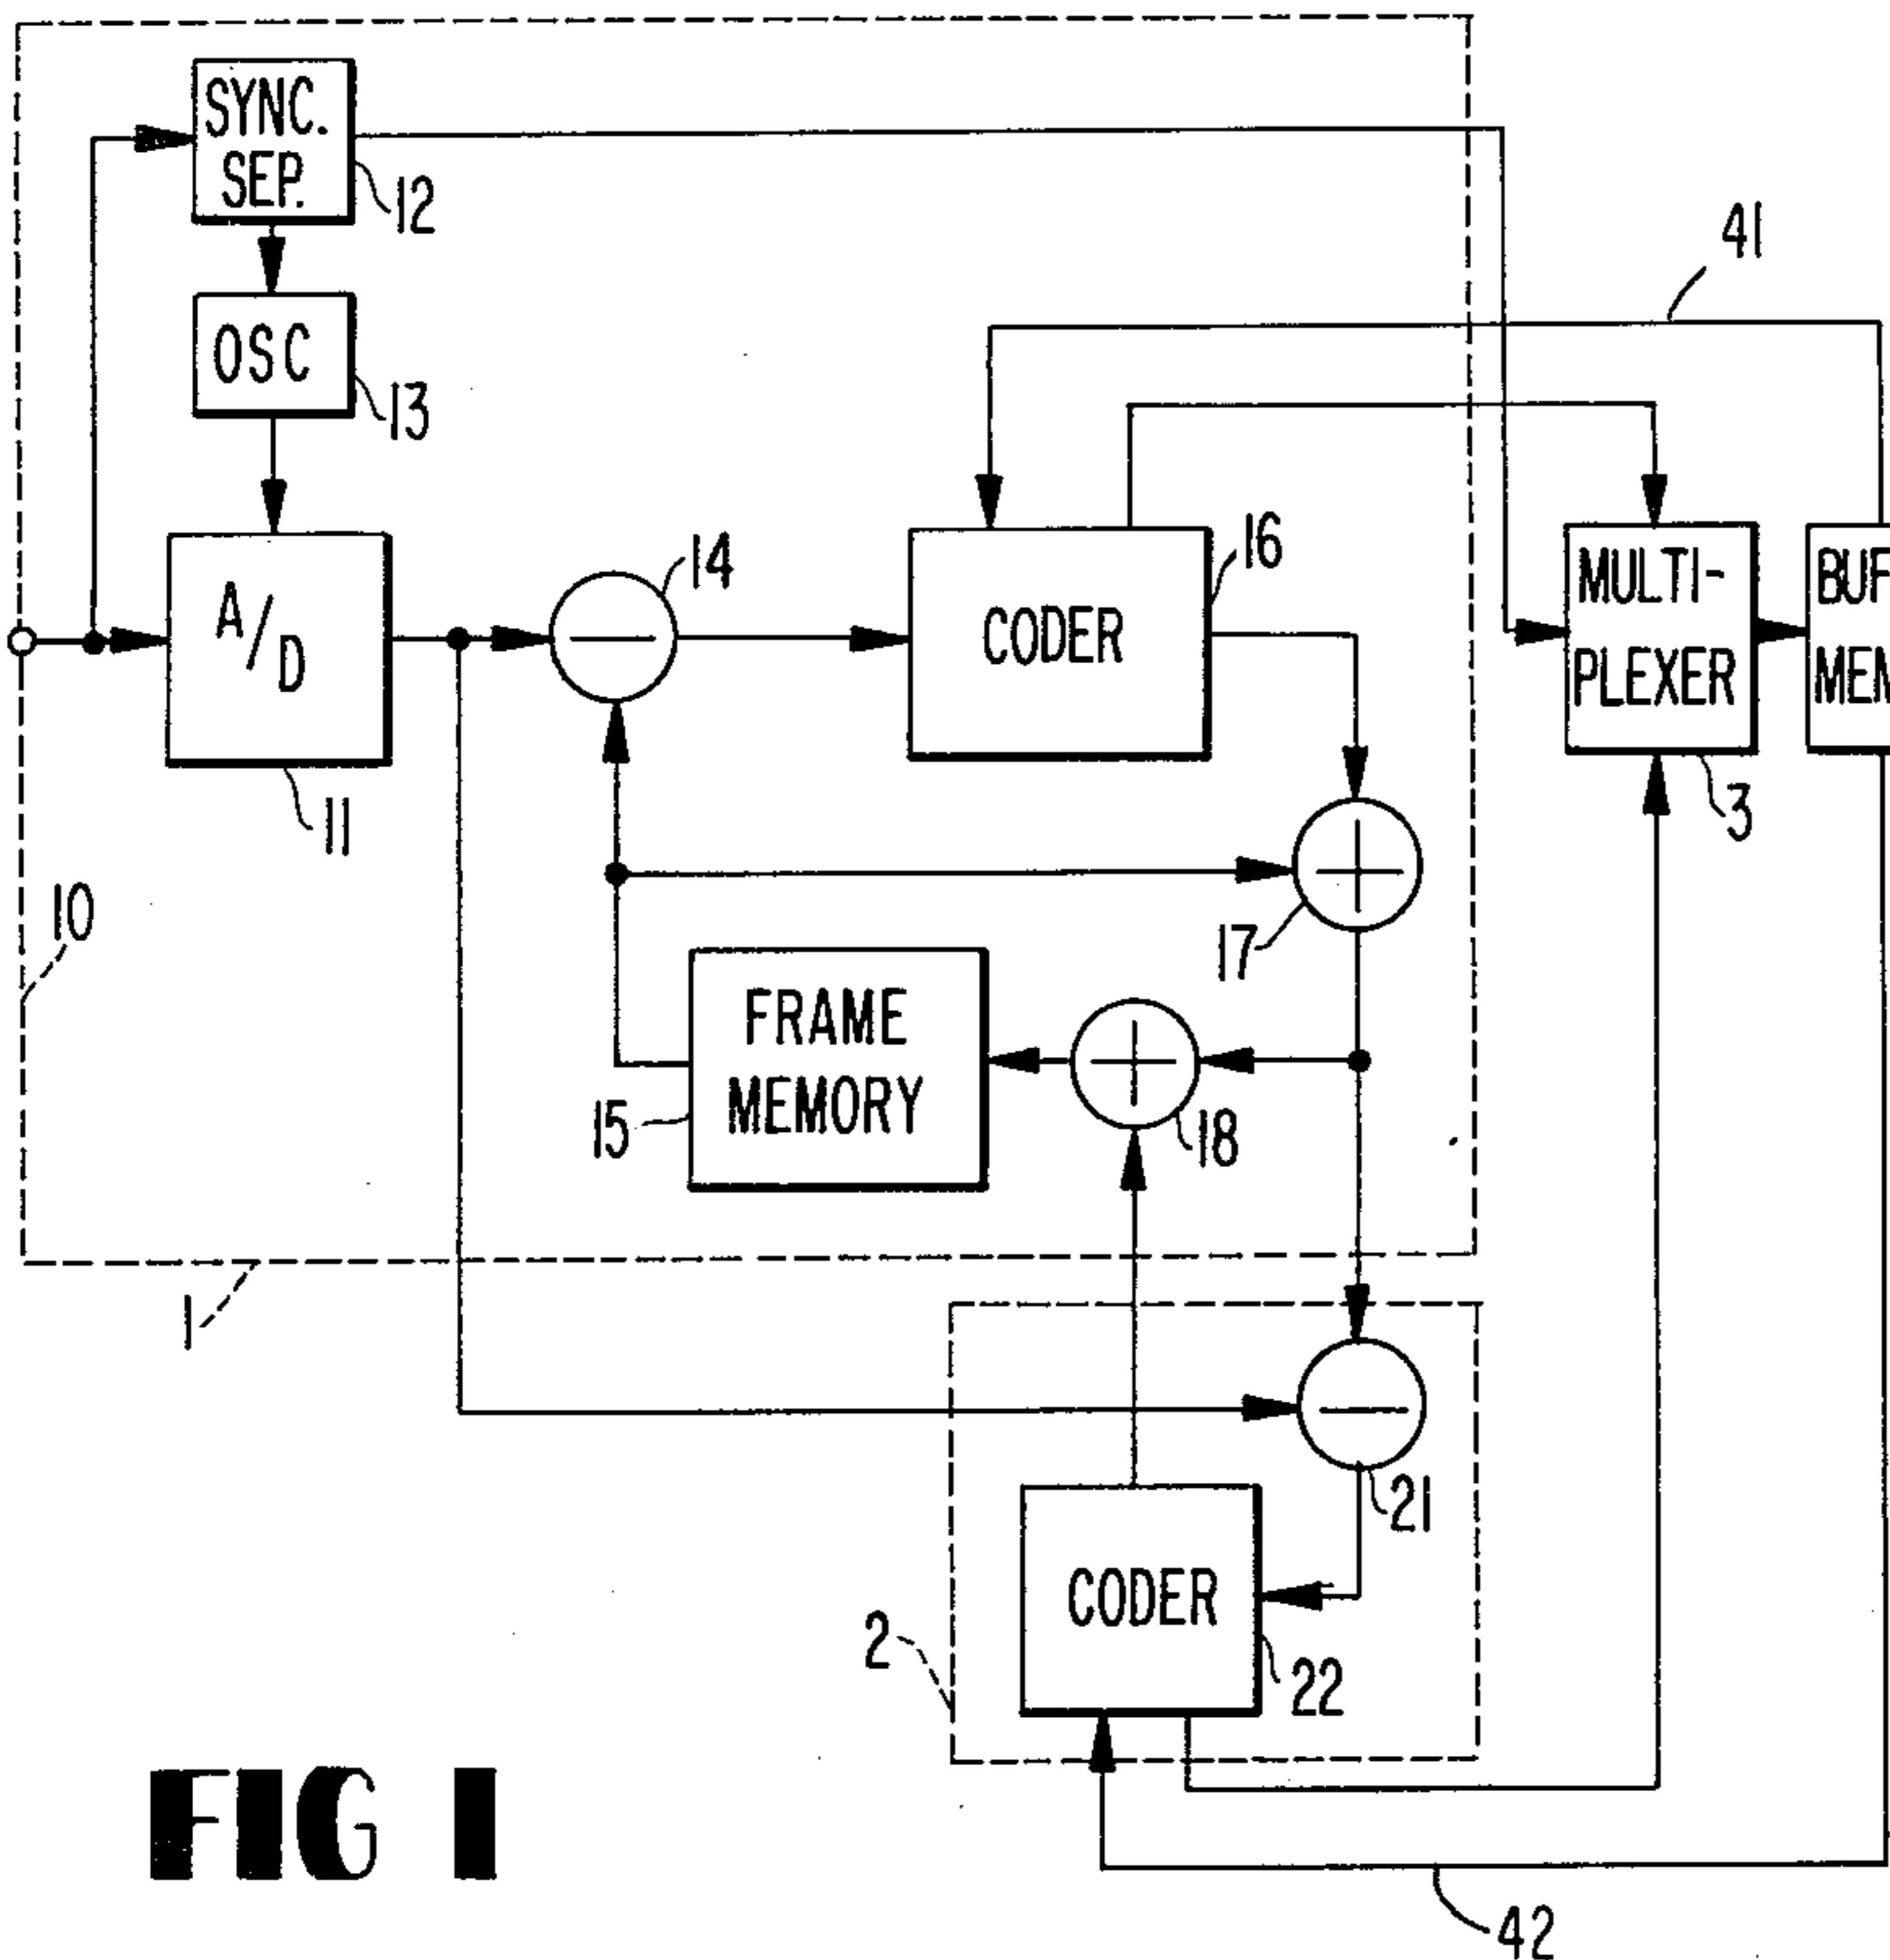 SYNC.
SEP.
12
41
OSC
13
A/D
11
14
CODER
16
MULTI-
PLEXER
3
BUF
MEM
10
17
FRAME
MEMORY
15
18
1
21
CODER
22
2
FIG 1
42